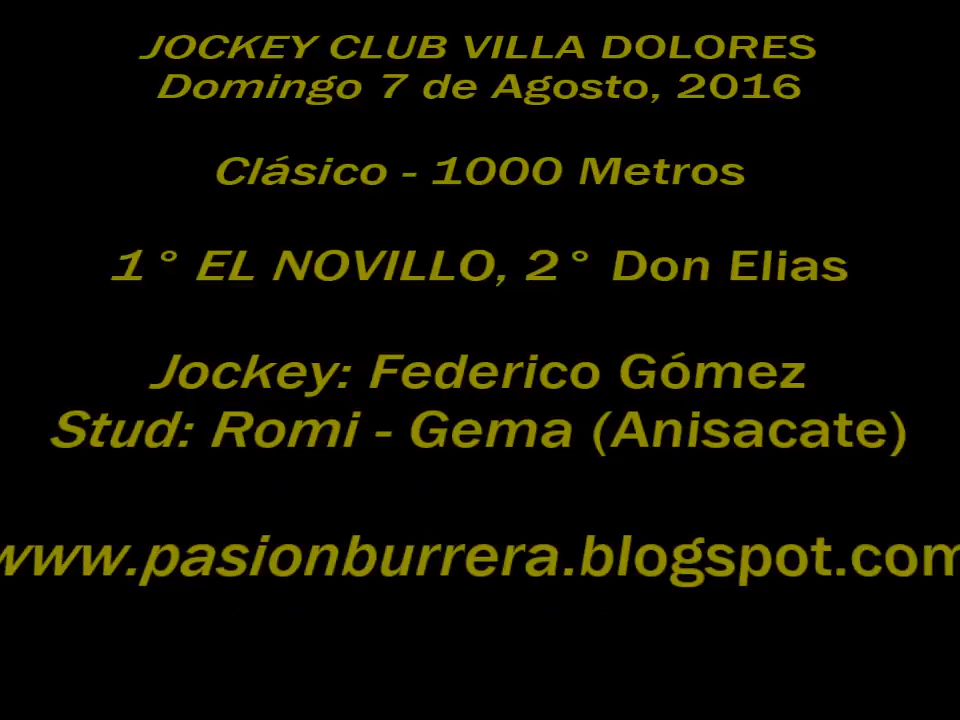 JOCKEY CLUB VILLA DOLORES
Domingo 7 de Agosto, 2016
Clásico - 1000 Metros
1° EL NOVILLO, 2° Don Elias
Jockey: Federico Gómez
Stud: Romi - Gema (Anisacate)
www.pasionburrera.blogspot.com